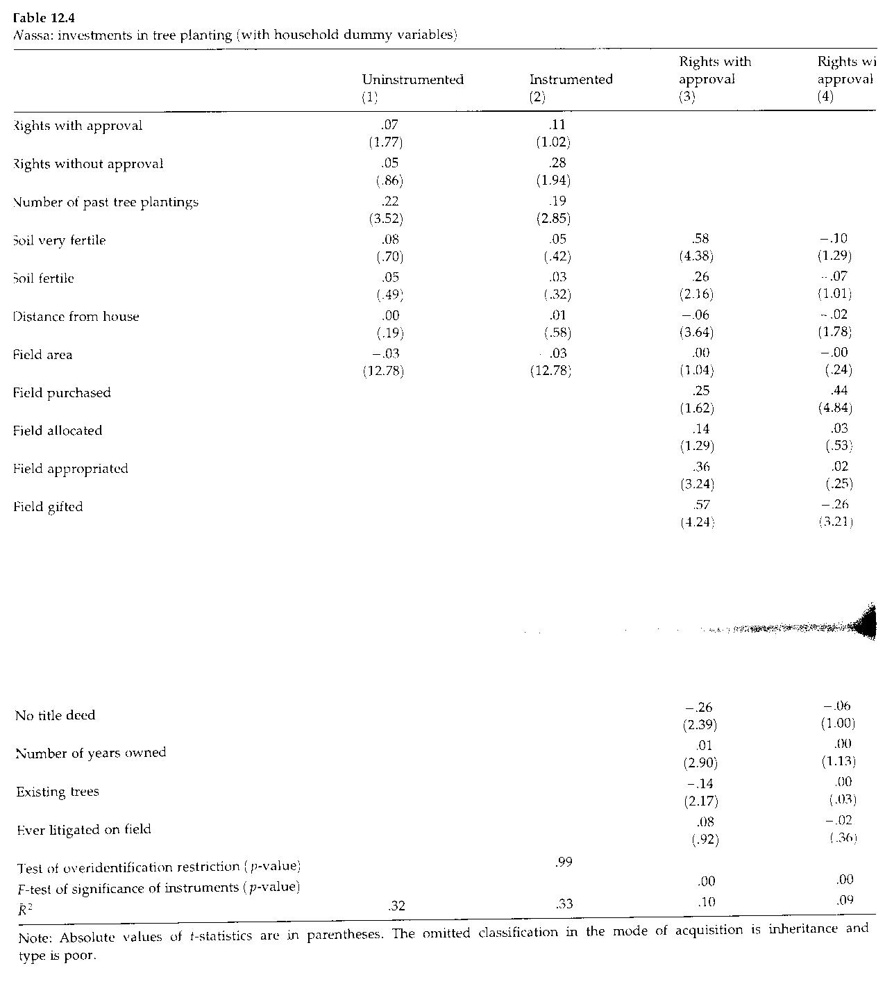 Table 12.4
Wassa: investments in tree planting (with household dummy variables)
Uninstrumented (1) Instrumented (2) Rights with approval (3) Rights wi approval (4)
Rights with approval .07 .11
(1.77) (1.02)
Rights without approval .05 .28
(.86) (1.94)
Number of past tree plantings .22 .19
(3.52) (2.85)
Soil very fertile .08 .05 .58 −.10
(.70) (.42) (4.38) (1.29)
Soil fertile .05 .03 .26 −.07
(.49) (.32) (2.16) (1.01)
Distance from house .00 .01 −.06 −.02
(.19) (.58) (3.64) (1.78)
Field area −.03 −.03 .00 −.00
(12.78) (12.78) (1.04) (.24)
Field purchased .25 .44
(1.62) (4.84)
Field allocated .14 .03
(1.29) (.53)
Field appropriated .36 .02
(3.24) (.25)
Field gifted .57 −.26
(4.24) (3.21)
No title deed −.26 −.06
(2.39) (1.00)
Number of years owned .01 .00
(2.90) (1.13)
Existing trees −.14 .00
(2.17) (.03)
Ever litigated on field .08 −.02
(.92) (.36)
Test of overidentification restriction (p-value) .99
F-test of significance of instruments (p-value) .00 .00
R̄² .32 .33 .10 .09
Note: Absolute values of t-statistics are in parentheses. The omitted classification in the mode of acquisition is inheritance and
type is poor.